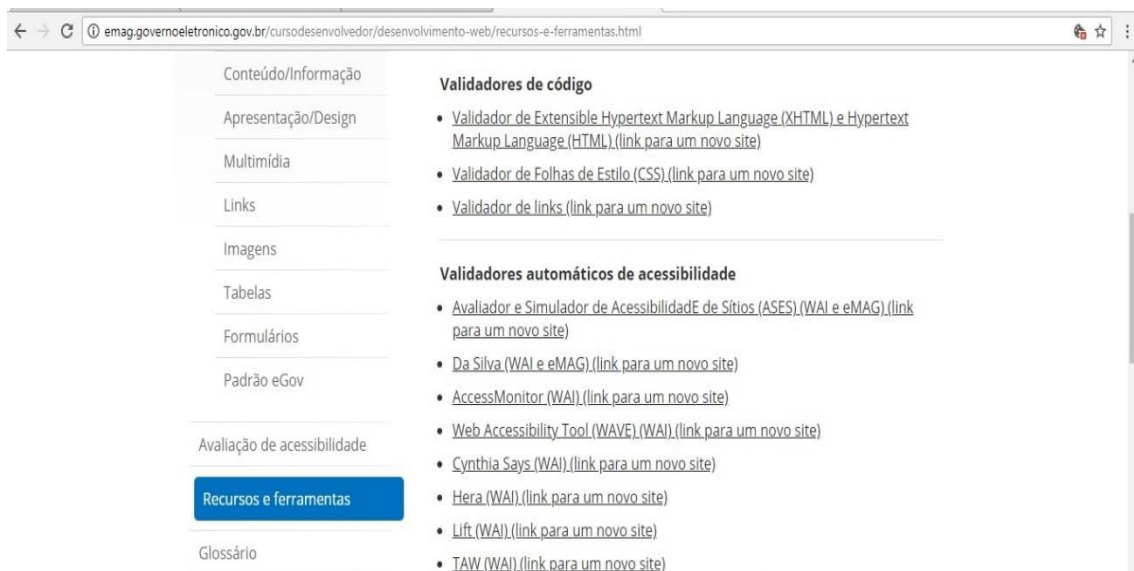 emag.governoeletronico.gov.br/cursodesenvolvedor/desenvolvimento-web/recursos-e-ferramentas.html
Conteúdo/Informação
Apresentação/Design
Multimídia
Links
Imagens
Tabelas
Formulários
Padrão eGov
Avaliação de acessibilidade
Recursos e ferramentas
Glossário
Validadores de código
• Validador de Extensible Hypertext Markup Language (XHTML) e Hypertext
Markup Language (HTML) (link para um novo site)
• Validador de Folhas de Estilo (CSS) (link para um novo site)
• Validador de links (link para um novo site)
Validadores automáticos de acessibilidade
• Avaliador e Simulador de AcessibilidadE de Sítios (ASES) (WAI e eMAG) (link
para um novo site)
• Da Silva (WAI e eMAG) (link para um novo site)
• AccessMonitor (WAI) (link para um novo site)
• Web Accessibility Tool (WAVE) (WAI) (link para um novo site)
• Cynthia Says (WAI) (link para um novo site)
• Hera (WAI) (link para um novo site)
• Lift (WAI) (link para um novo site)
• TAW (WAI) (link para um novo site)